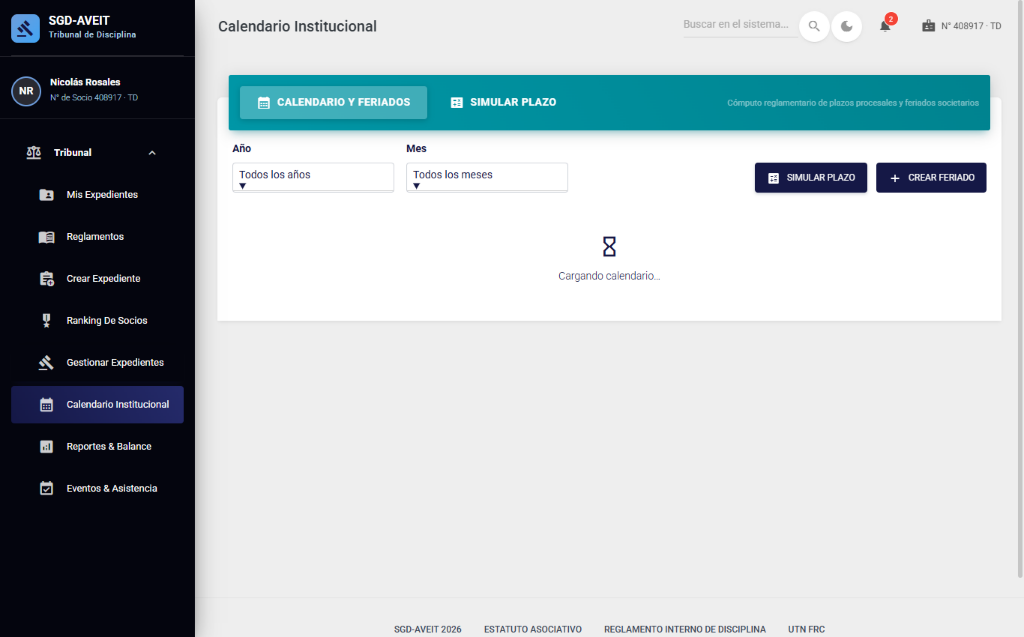 SGD-AVEIT
Tribunal de Disciplina
NR
Nicolás Rosales
N° de Socio 408917 · TD
Tribunal
Mis Expedientes
Reglamentos
Crear Expediente
Ranking De Socios
Gestionar Expedientes
Calendario Institucional
Reportes & Balance
Eventos & Asistencia
Calendario Institucional
Buscar en el sistema...
2
N° 408917 · TD
CALENDARIO Y FERIADOS
SIMULAR PLAZO
Cómputo reglamentario de plazos procesales y feriados societarios
Año
Mes
Todos los años
Todos los meses
SIMULAR PLAZO
CREAR FERIADO
Cargando calendario...
SGD-AVEIT 2026
ESTATUTO ASOCIATIVO
REGLAMENTO INTERNO DE DISCIPLINA
UTN FRC